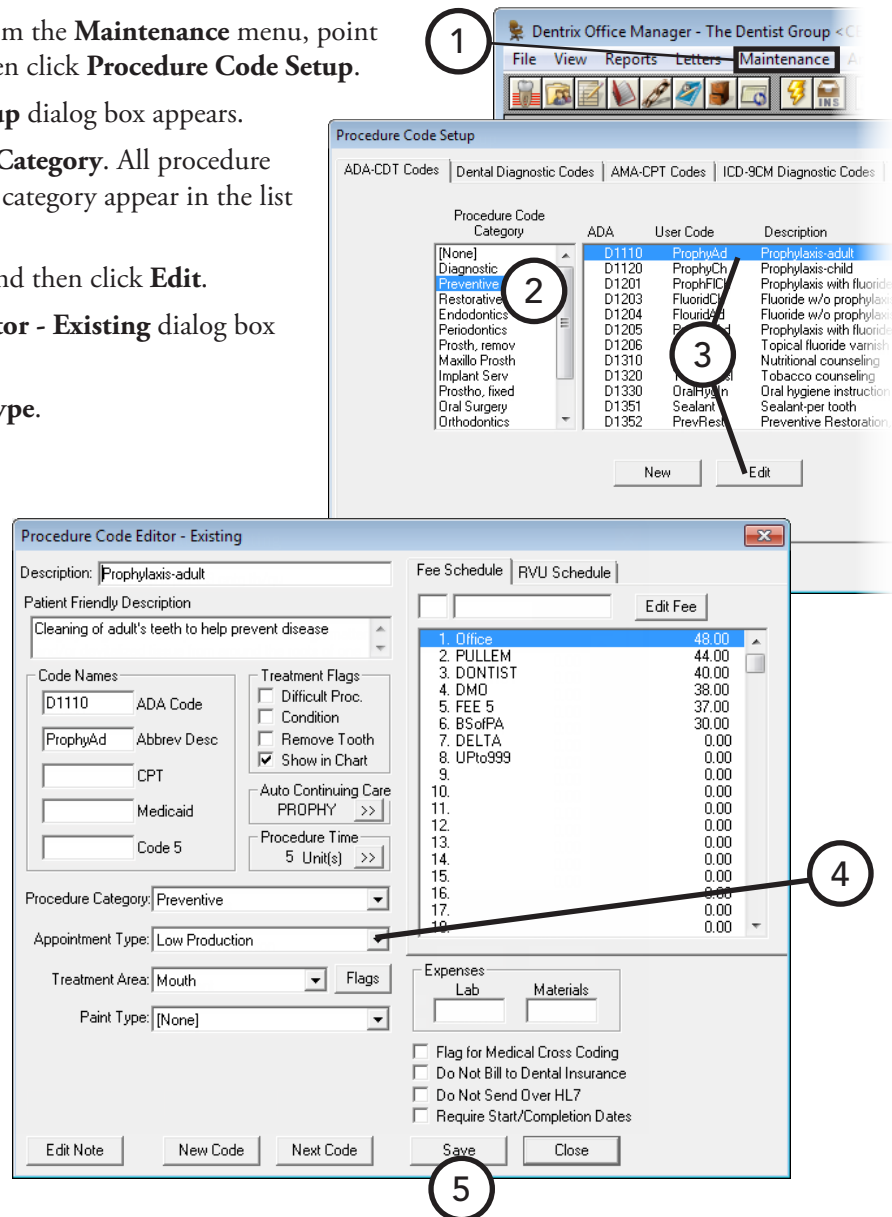 om the Maintenance menu, point
en click Procedure Code Setup.
up dialog box appears.
Category. All procedure
category appear in the list
nd then click Edit.
tor - Existing dialog box
ype.
1
Dentrix Office Manager - The Dentist Group <C
File View Reports Letters Maintenance A
INS
Procedure Code Setup
ADA-CDT Codes Dental Diagnostic Codes AMA-CPT Codes ICD-9CM Diagnostic Codes
Procedure Code
Category ADA User Code Description
[None] D1110 ProphyAd Prophylaxis-adult
Diagnostic D1120 ProphyCh Prophylaxis-child
Preventive D1201 ProphFlCh Prophylaxis with fluoride
Restorative D1203 FluoridCh Fluoride w/o prophylaxis
Endodontics D1204 FlouridAd Fluoride w/o prophylaxis
Periodontics D1205 Prophylaxis with fluoride
Prosth, remov D1206 Topical fluoride varnish
Maxillo Prosth D1310 Nutritional counseling
Implant Serv D1320 Tobacco counseling
Prostho, fixed D1330 OralHygIn Oral hygiene instruction
Oral Surgery D1351 Sealant Sealant-per tooth
Orthodontics D1352 PrevRest Preventive Restoration,
2
3
New Edit
Procedure Code Editor - Existing
Description: Prophylaxis-adult
Patient Friendly Description
Cleaning of adult's teeth to help prevent disease
Code Names
D1110 ADA Code
ProphyAd Abbrev Desc
CPT
Medicaid
Code 5
Treatment Flags
Difficult Proc.
Condition
Remove Tooth
Show in Chart
Auto Continuing Care
PROPHY >>
Procedure Time
5 Unit(s) >>
Procedure Category: Preventive
Appointment Type: Low Production
Treatment Area: Mouth Flags
Paint Type: [None]
Fee Schedule RVU Schedule
Edit Fee
1. Office 48.00
2. PULLEM 44.00
3. DONTIST 40.00
4. DMO 38.00
5. FEE 5 37.00
6. BSofPA 30.00
7. DELTA 0.00
8. UPto999 0.00
9. 0.00
10. 0.00
11. 0.00
12. 0.00
13. 0.00
14. 0.00
15. 0.00
16. 0.00
17. 0.00
18. 0.00
4
Expenses
Lab Materials
Flag for Medical Cross Coding
Do Not Bill to Dental Insurance
Do Not Send Over HL7
Require Start/Completion Dates
Edit Note New Code Next Code Save Close
5